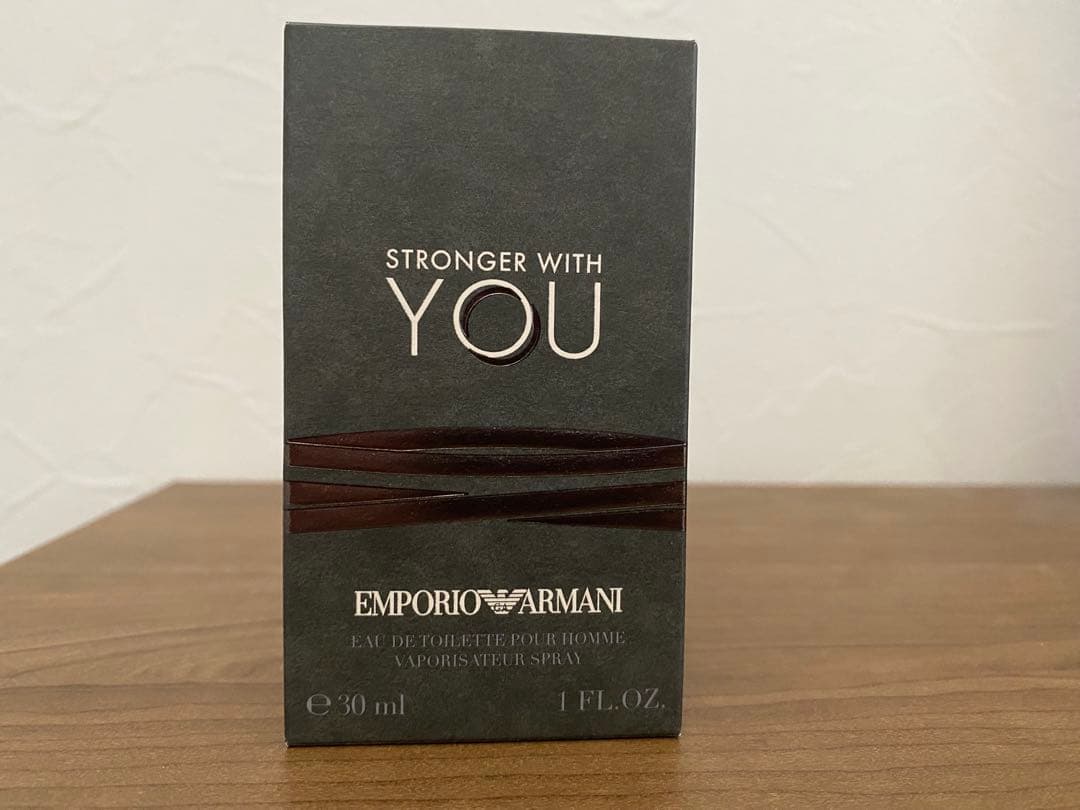 STRONGER WITH
YOU
EMPORIO ARMANI
EAU DE TOILETTE POUR HOMME
VAPORISATEUR SPRAY
℮ 30 ml 1 FL.OZ.